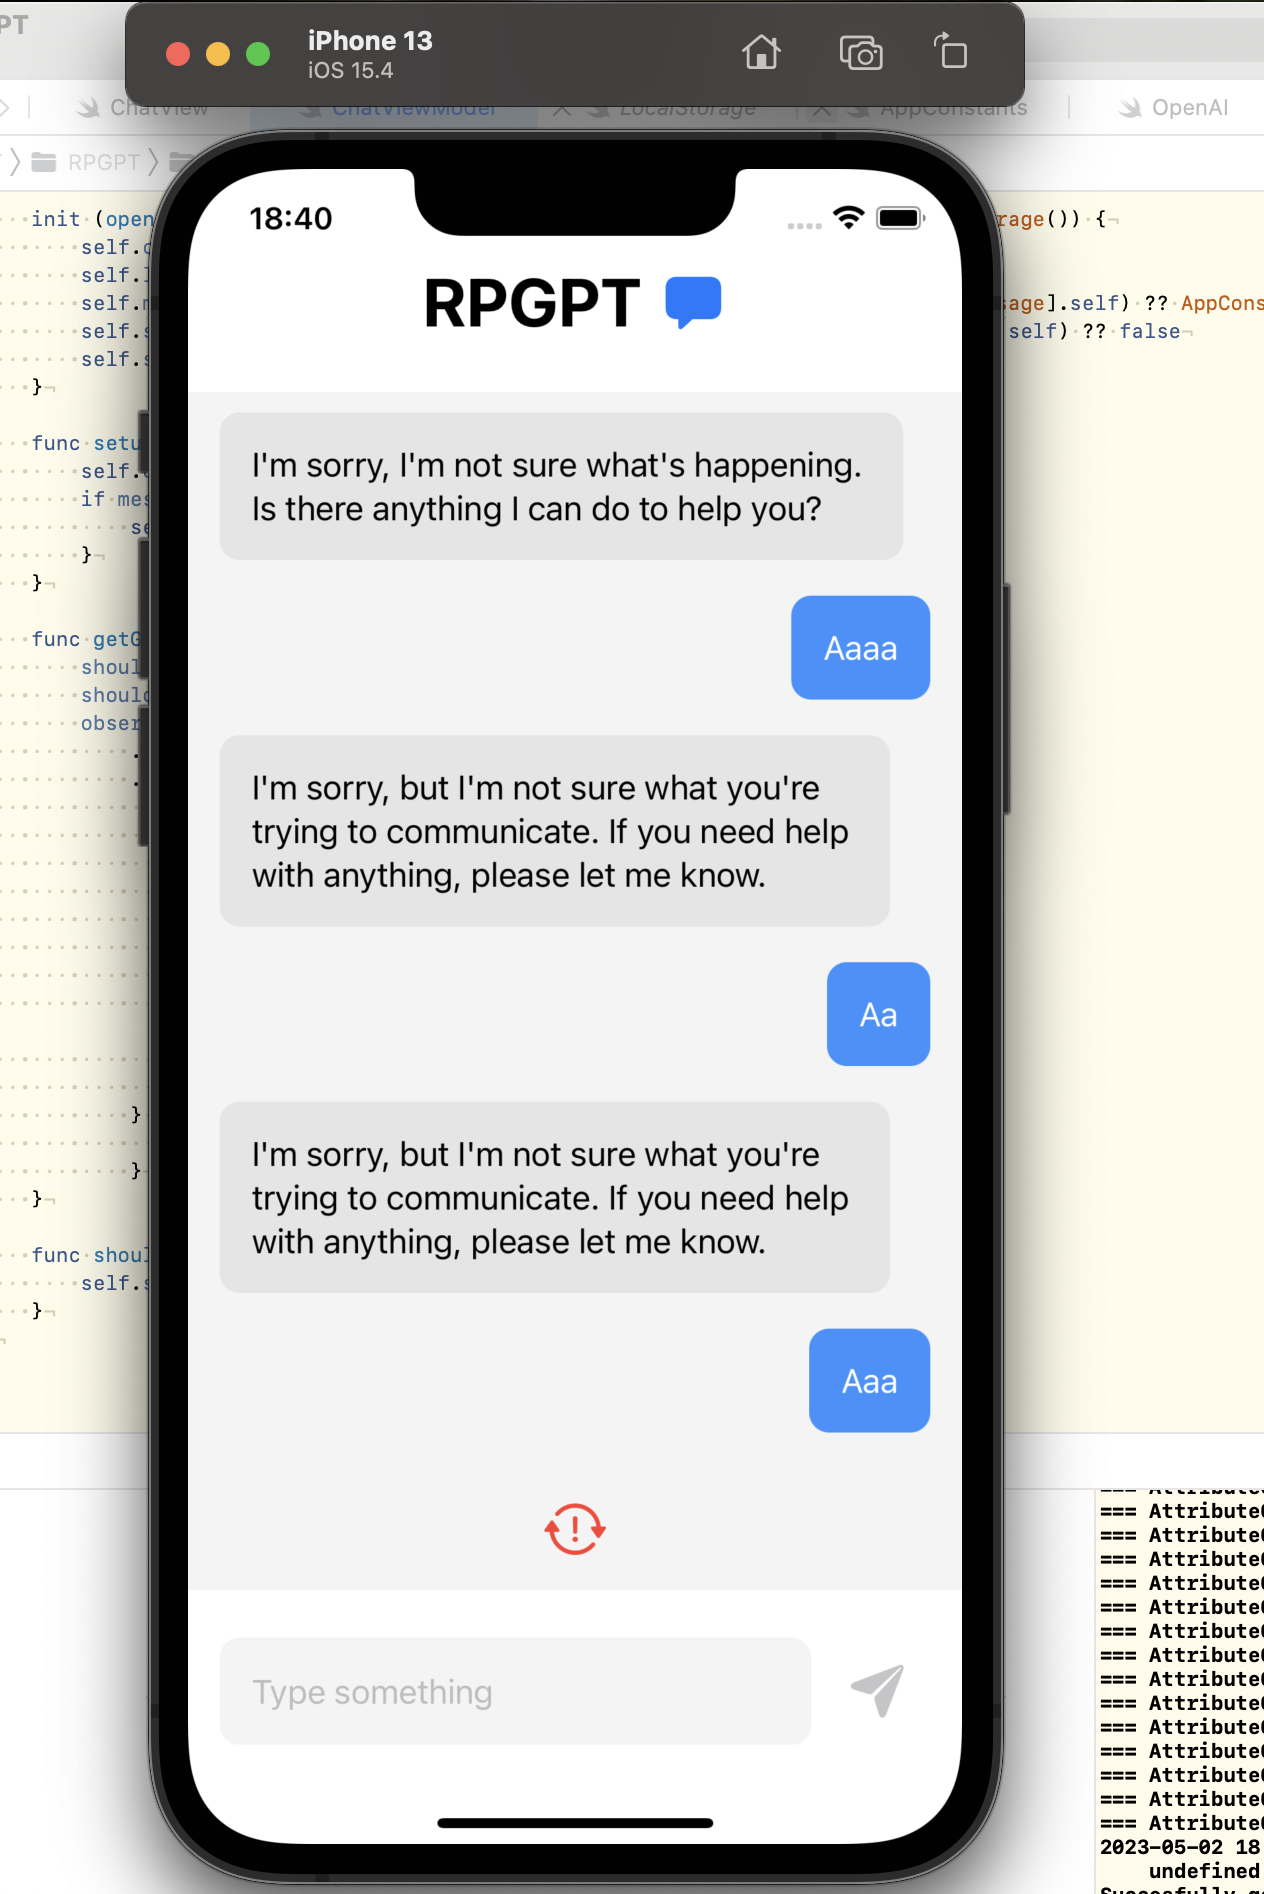 PT
iPhone 13
iOS 15.4
ChatView
ChatViewModel
LocalStorage
AppConstants
OpenAI
RPGPT
init (open
rage()) {
self.
self.
self.
sage].self) ?? AppCons
self.
self) ?? false
self.
}
func setu
self.
if mes
se
}
}
func getG
shoul
should
obser
}
}
}
func shoul
self.
}
18:40
RPGPT
I'm sorry, I'm not sure what's happening.
Is there anything I can do to help you?
Aaaa
I'm sorry, but I'm not sure what you're
trying to communicate. If you need help
with anything, please let me know.
Aa
I'm sorry, but I'm not sure what you're
trying to communicate. If you need help
with anything, please let me know.
Aaa
Type something
=== Attribute
=== Attribute
=== Attribute
=== Attribute
=== Attribute
=== Attribute
=== Attribute
=== Attribute
=== Attribute
=== Attribute
=== Attribute
=== Attribute
=== Attribute
=== Attribute
2023-05-02 18
undefined